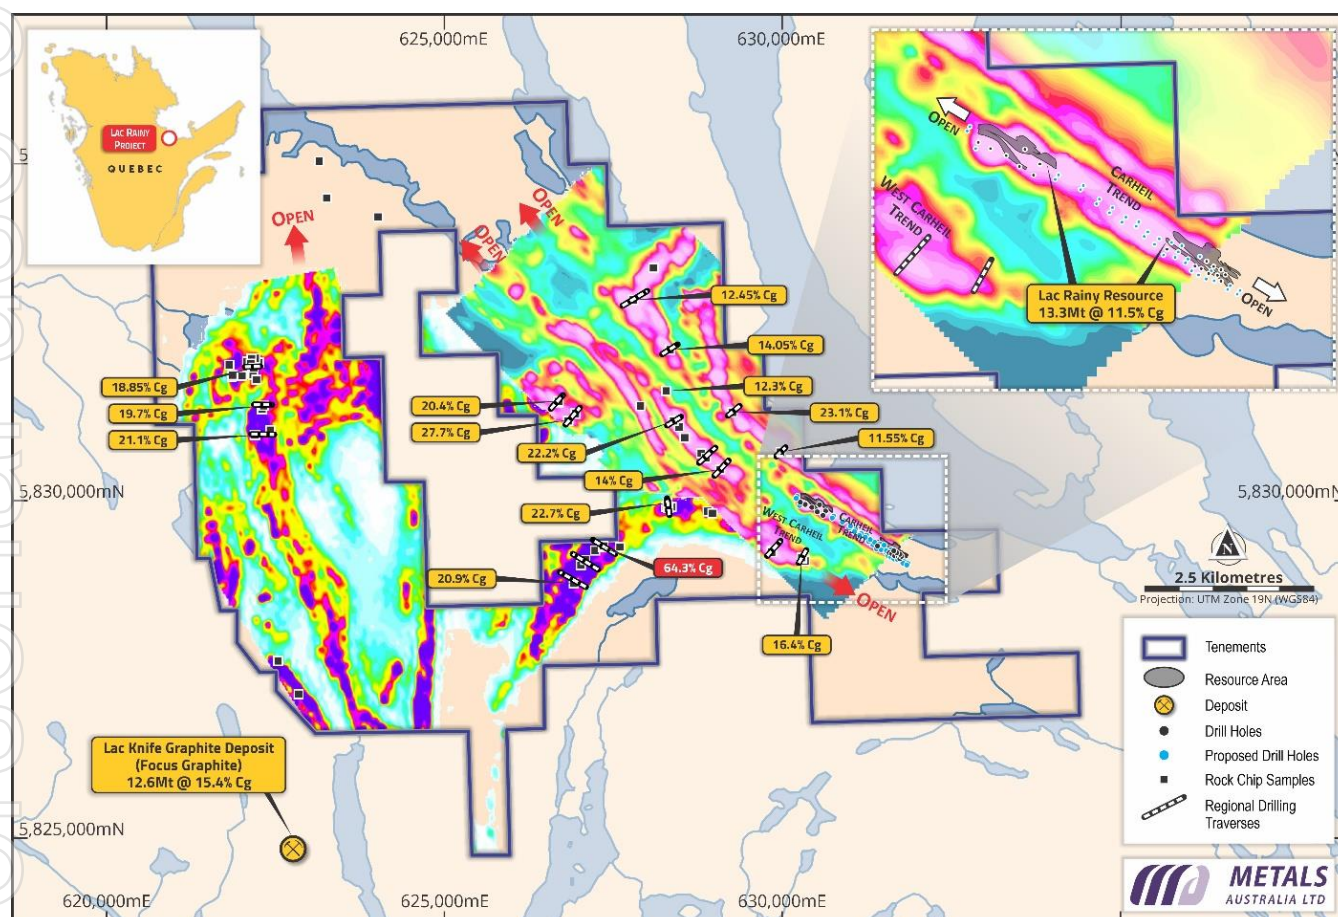 625,000mE
630,000mE
LAC RAINY
PROJECT
QUEBEC
OPEN
OPEN
OPEN
OPEN
CARHEIL
TREND
WEST CARHEIL
TREND
Lac Rainy Resource
13.3Mt @ 11.5% Cg
OPEN
12.45% Cg
14.05% Cg
18.85% Cg
12.3% Cg
19.7% Cg
20.4% Cg
23.1% Cg
21.1% Cg
27.7% Cg
11.55% Cg
22.2% Cg
14% Cg
5,830,000mN
5,830,000mN
22.7% Cg
WEST CARHEIL
TREND
CARHEIL
TREND
64.3% Cg
20.9% Cg
OPEN
16.4% Cg
N
2.5 Kilometres
Projection: UTM Zone 19N (WGS84)
Tenements
Resource Area
Deposit
Drill Holes
Proposed Drill Holes
Rock Chip Samples
Regional Drilling
Traverses
Lac Knife Graphite Deposit
(Focus Graphite)
12.6Mt @ 15.4% Cg
5,825,000mN
620,000mE
625,000mE
630,000mE
METALS
AUSTRALIA LTD